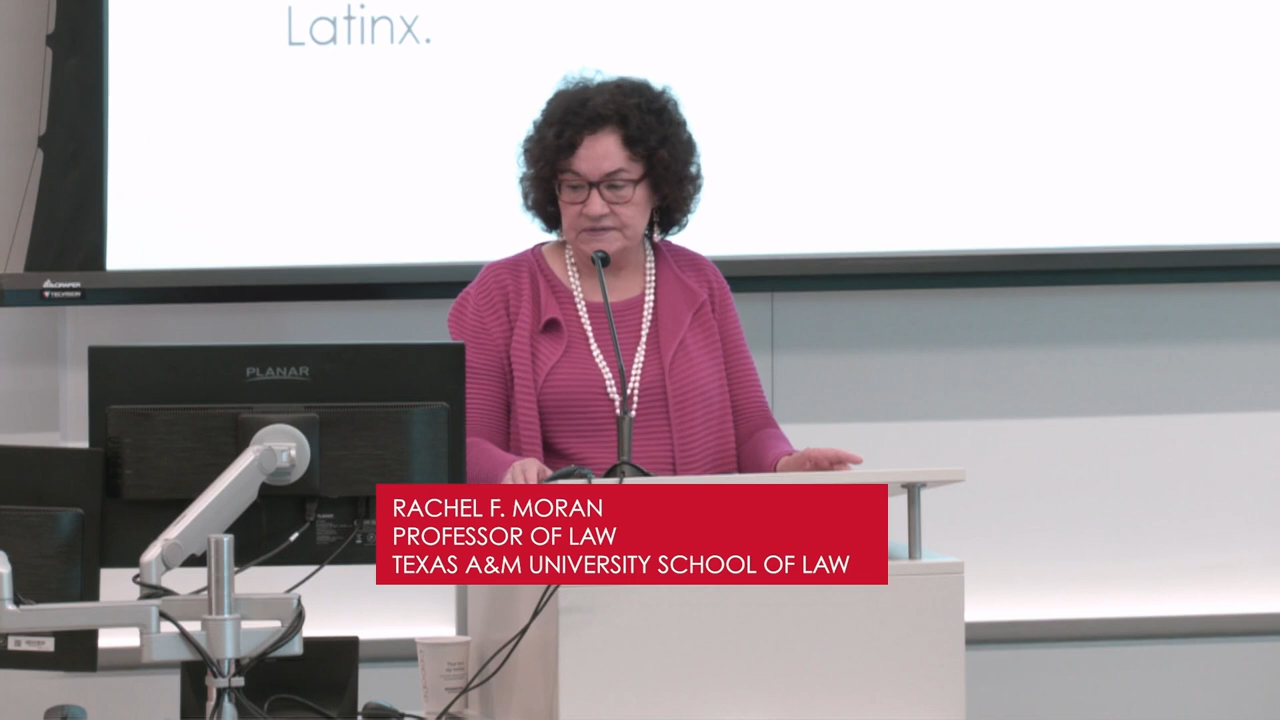 Latinx.
PLANAR
RACHEL F. MORAN
PROFESSOR OF LAW
TEXAS A&M UNIVERSITY SCHOOL OF LAW